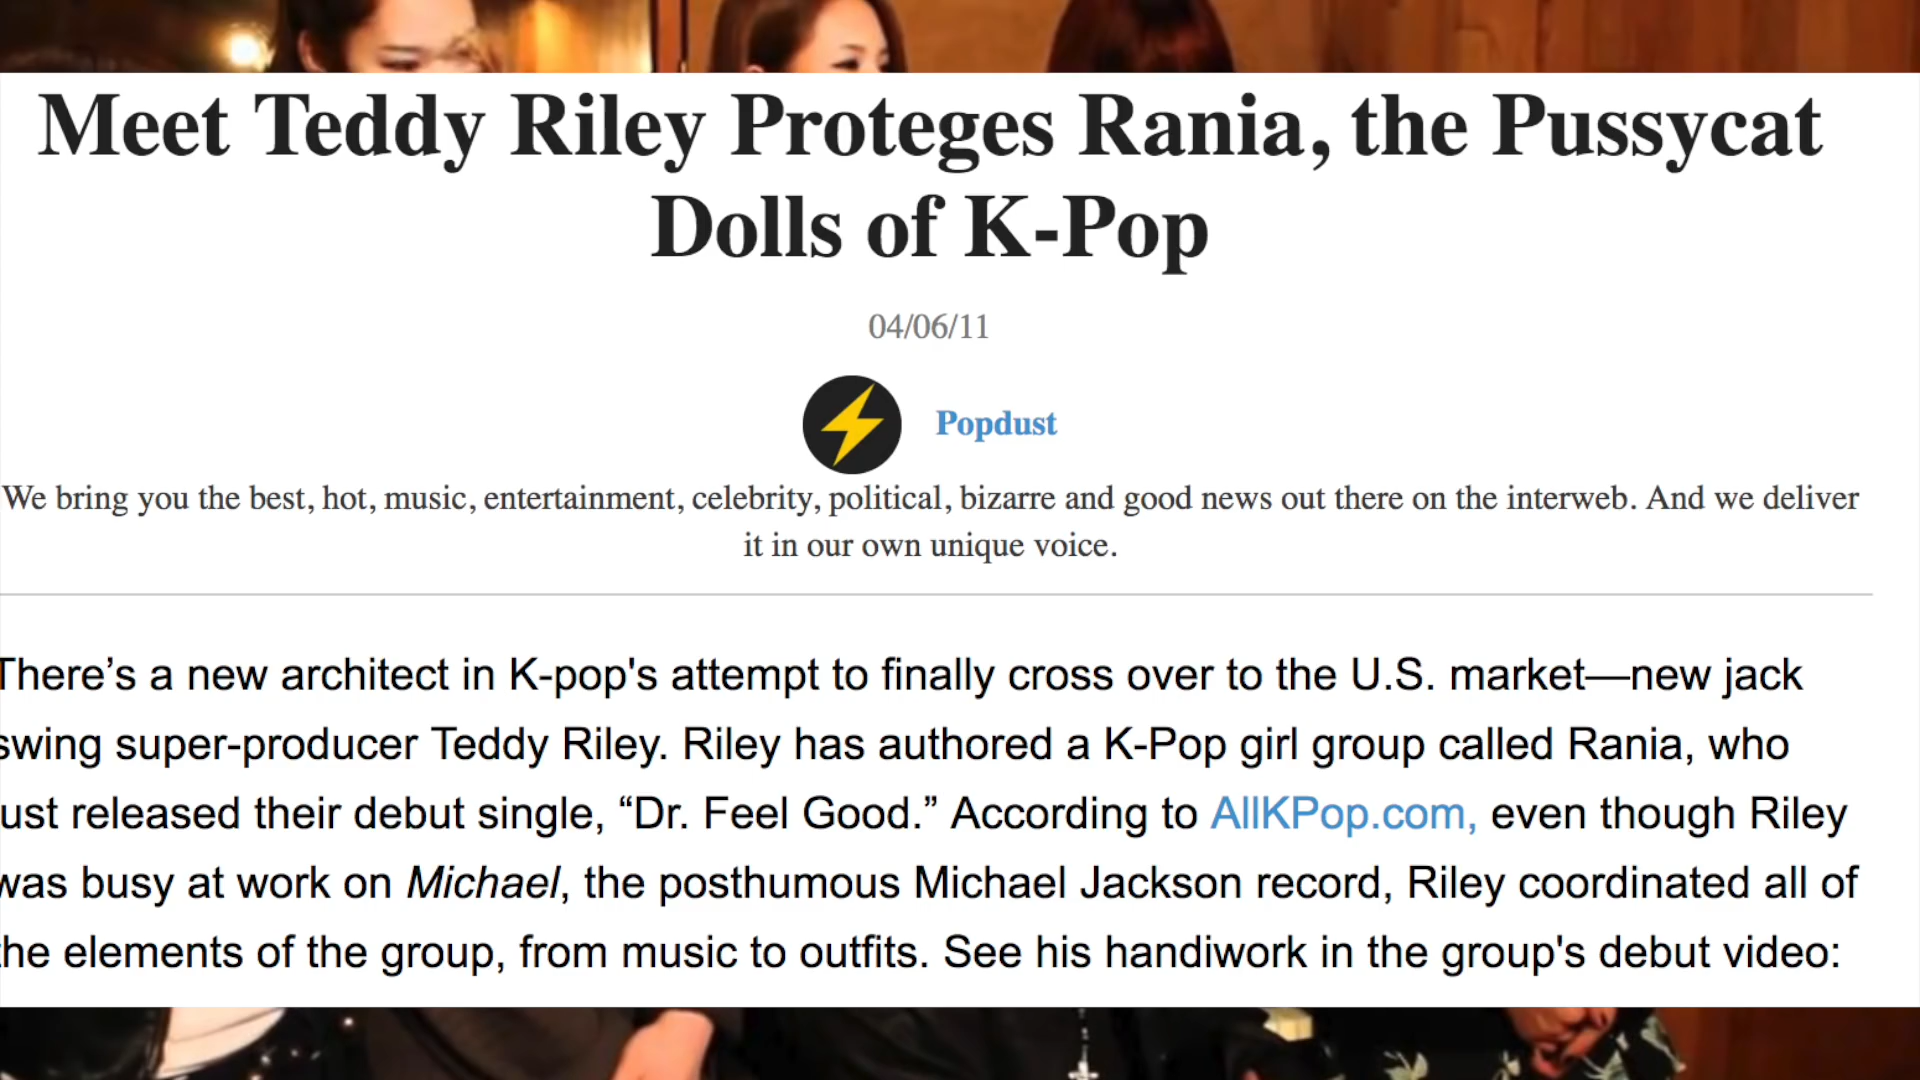 Meet Teddy Riley Proteges Rania, the Pussycat
Dolls of K-Pop
04/06/11
Popdust
We bring you the best, hot, music, entertainment, celebrity, political, bizarre and good news out there on the interweb. And we deliver
it in our own unique voice.
There’s a new architect in K-pop's attempt to finally cross over to the U.S. market—new jack
swing super-producer Teddy Riley. Riley has authored a K-Pop girl group called Rania, who
ust released their debut single, “Dr. Feel Good.” According to AllKPop.com, even though Riley
was busy at work on Michael, the posthumous Michael Jackson record, Riley coordinated all of
the elements of the group, from music to outfits. See his handiwork in the group's debut video: